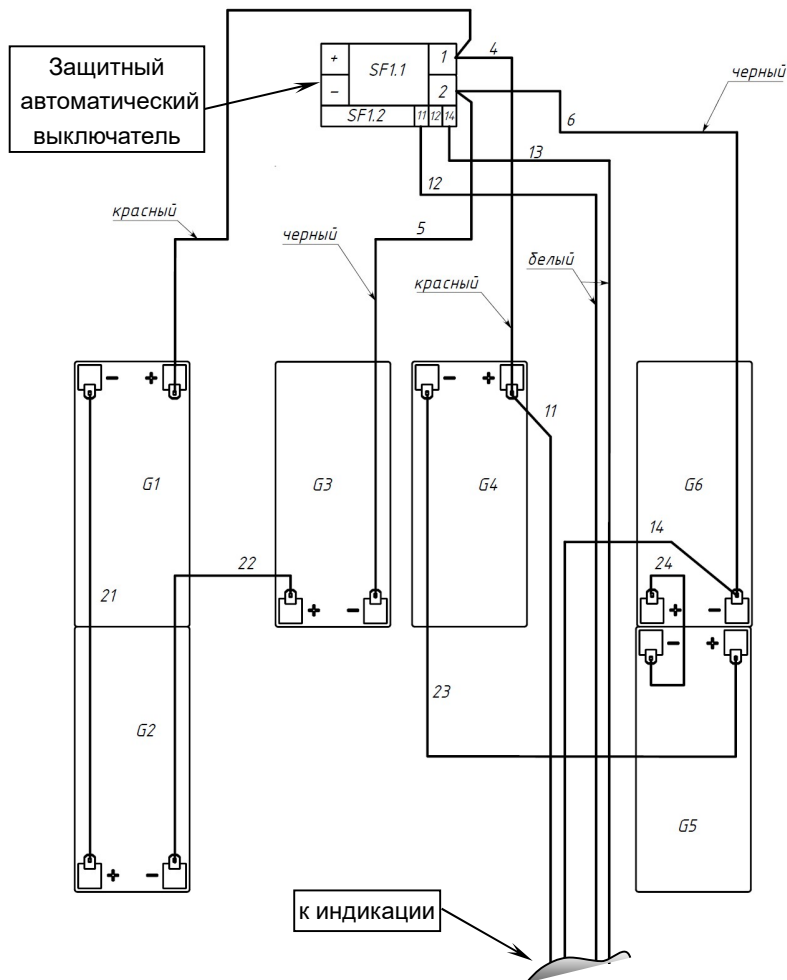 4
Защитный
автоматический
выключатель
+
SF1.1
1
−
2
SF1.2
11
12
14
черный
6
13
12
красный
черный
5
белый
красный
− +
− +
11
G1
G3
G4
G6
14
22
24
21
+ −
+ −
− +
23
G2
G5
+ −
к индикации